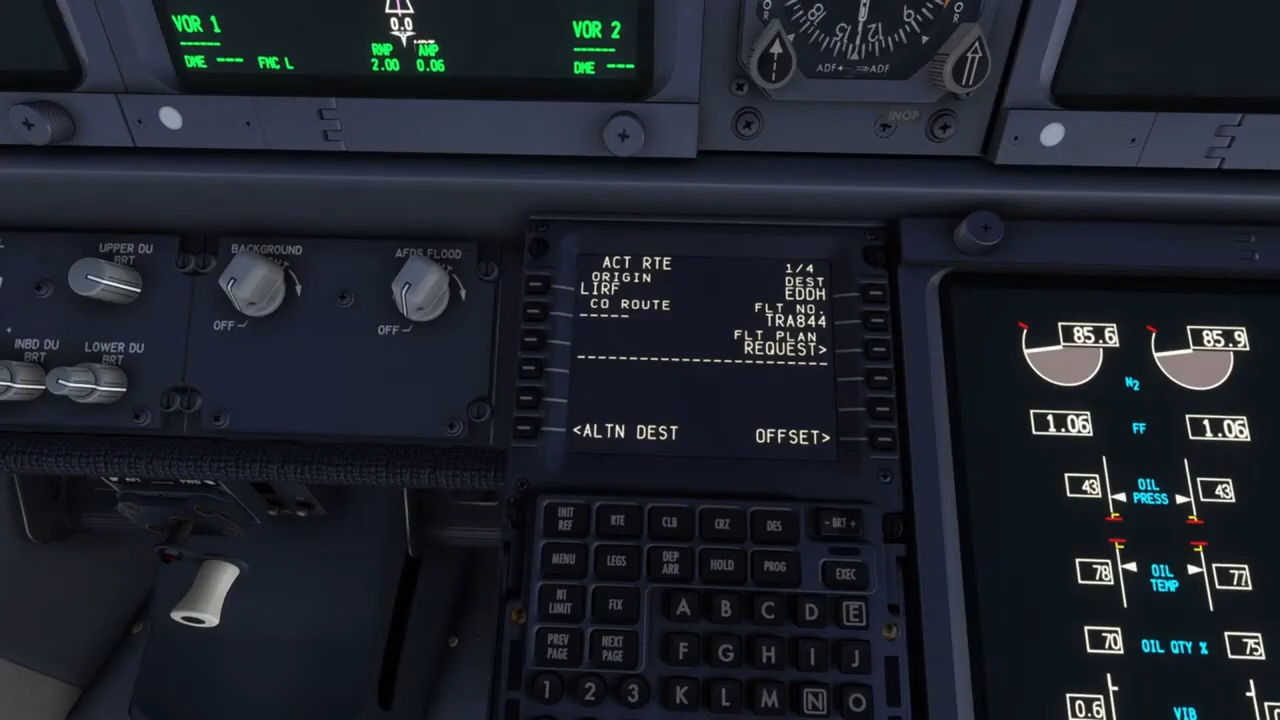 VOR 1
DME --- FMC L
0.0
RNP ANP
2.00 0.06
VOR 2
DME ---
ADF ADF
18
15
12
9
INOP
UPPER DU
BRT
BACKGROUND
OFF
AFDS FLOOD
OFF
INBD DU
BRT
LOWER DU
BRT
ACT RTE 1/4
ORIGIN DEST
LIRF EDDH
CO ROUTE FLT NO.
----- TRA844
FLT PLAN
REQUEST>
<ALTN DEST OFFSET>
85.6 85.9
N2
1.06 FF 1.06
43 OIL PRESS 43
78 OIL TEMP 77
70 OIL QTY % 75
0.6 VIB
INIT REF RTE CLB CRZ DES - BRT +
MENU LEGS DEP ARR HOLD PROG EXEC
N1 LIMIT FIX A B C D E
PREV PAGE NEXT PAGE F G H I J
1 2 3 K L M N O